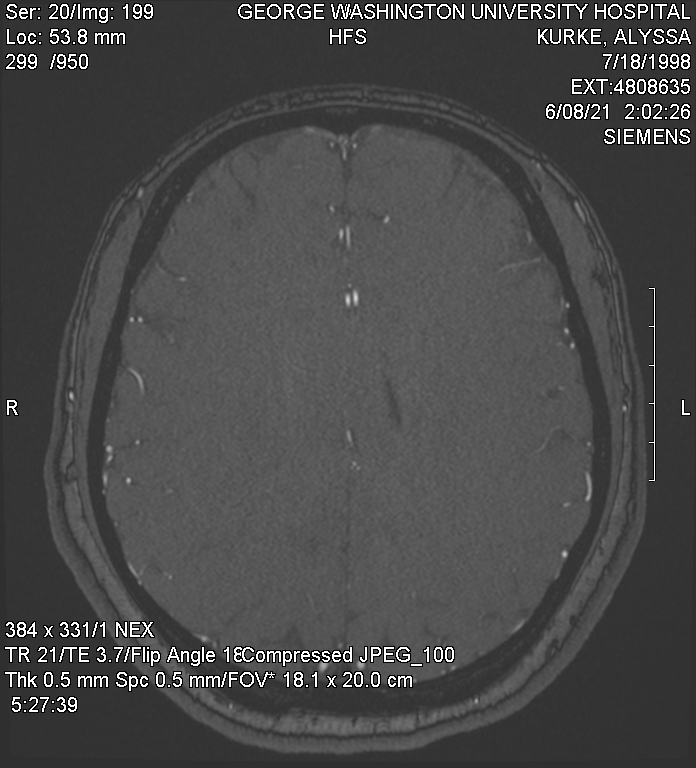 Ser: 20/Img: 199
Loc: 53.8 mm
299 /950
GEORGE WASHINGTON UNIVERSITY HOSPITAL
HFS
KURKE, ALYSSA
7/18/1998
EXT:4808635
6/08/21 2:02:26
SIEMENS
R
L
384 x 331/1 NEX
TR 21/TE 3.7/Flip Angle 18
Compressed JPEG_100
Thk 0.5 mm Spc 0.5 mm/FOV* 18.1 x 20.0 cm
5:27:39